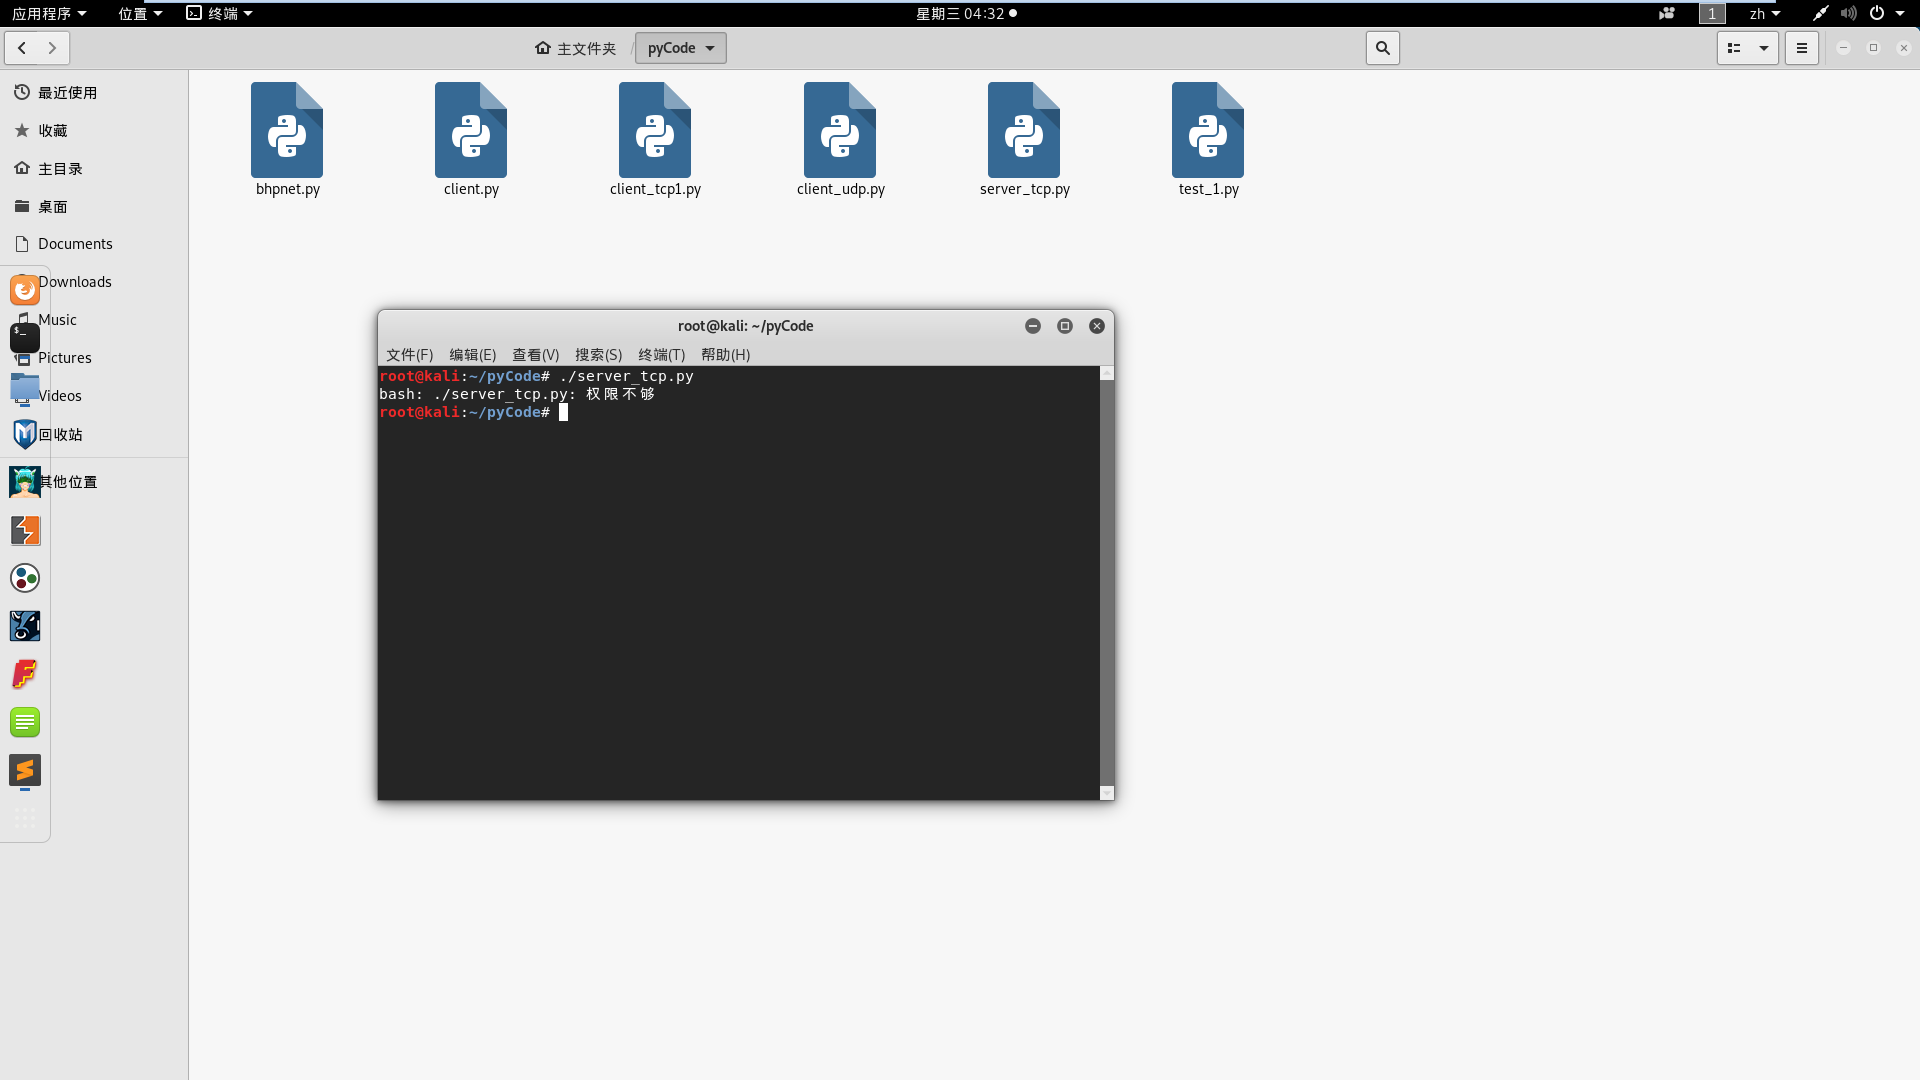 应用程序 位置 终端 星期三 04:32 1 zh
主文件夹 / pyCode
最近使用
收藏
主目录
桌面
Documents
Downloads
Music
Pictures
Videos
回收站
其他位置
bhpnet.py client.py client_tcp1.py client_udp.py server_tcp.py test_1.py
root@kali: ~/pyCode
文件(F) 编辑(E) 查看(V) 搜索(S) 终端(T) 帮助(H)
root@kali:~/pyCode# ./server_tcp.py
bash: ./server_tcp.py: 权限不够
root@kali:~/pyCode#